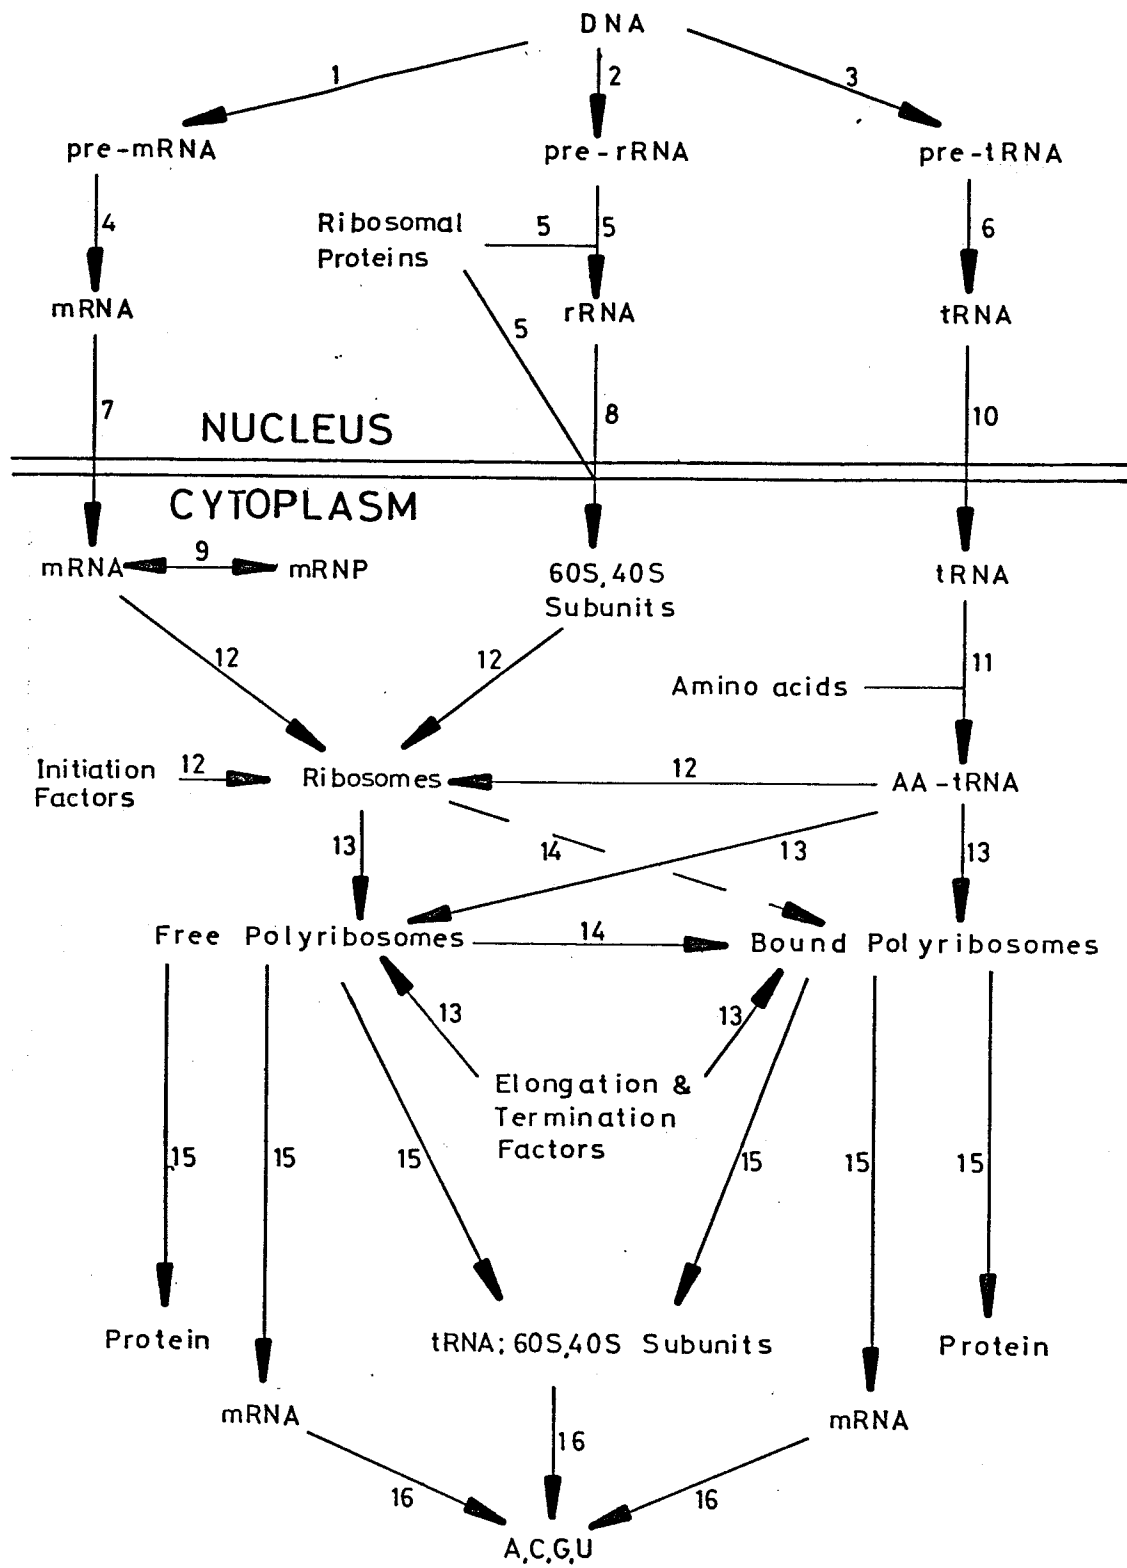 DNA
1
2
3
pre-mRNA
pre-rRNA
pre-tRNA
4
Ribosomal
Proteins
5
5
6
mRNA
rRNA
tRNA
5
7
8
10
NUCLEUS
CYTOPLASM
mRNA
9
mRNP
60S, 40S
Subunits
tRNA
12
12
11
Amino acids
Initiation
Factors
12
Ribosomes
12
AA-tRNA
13
14
13
13
Free Polyribosomes
14
Bound Polyribosomes
13
13
Elongation &
Termination
Factors
15
15
15
15
15
15
Protein
tRNA; 60S,40S Subunits
Protein
mRNA
mRNA
16
16
16
A,C,G,U